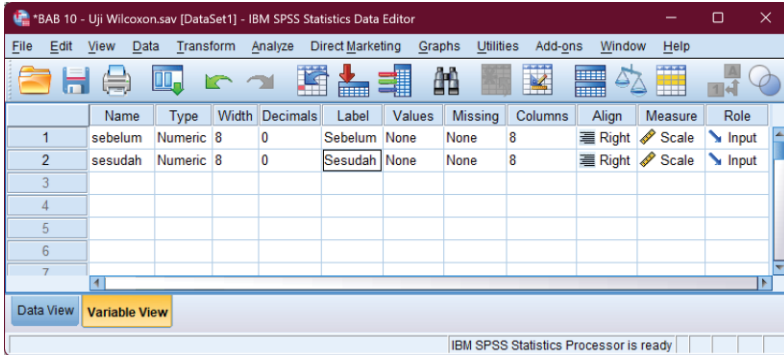 *BAB 10 - Uji Wilcoxon.sav [DataSet1] - IBM SPSS Statistics Data Editor
File Edit View Data Transform Analyze Direct Marketing Graphs Utilities Add-ons Window Help
Name Type Width Decimals Label Values Missing Columns Align Measure Role
1 sebelum Numeric 8 0 Sebelum None None 8 Right Scale Input
2 sesudah Numeric 8 0 Sesudah None None 8 Right Scale Input
3
4
5
6
7
Data View Variable View
IBM SPSS Statistics Processor is ready